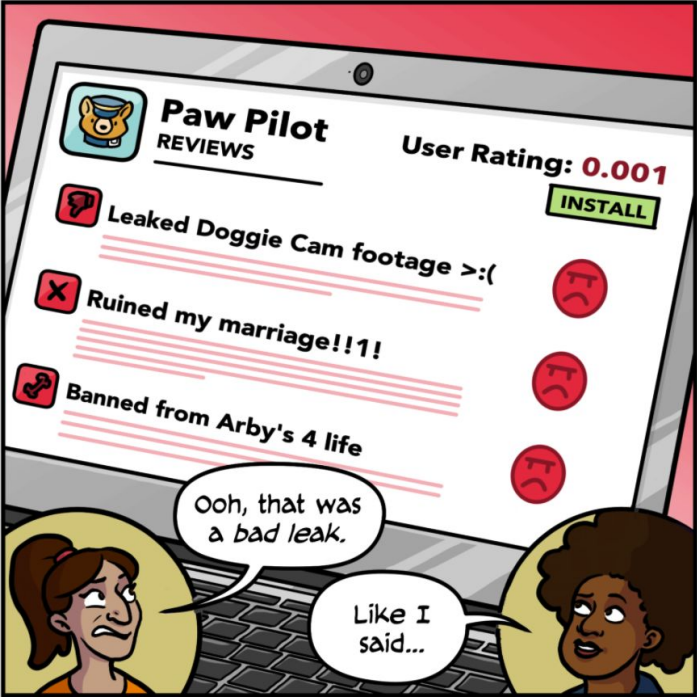 Paw Pilot
REVIEWS
User Rating: 0.001
INSTALL
Leaked Doggie Cam footage >:(
Ruined my marriage!!1!
Banned from Arby's 4 life
Ooh, that was
a bad leak.
Like I
said...